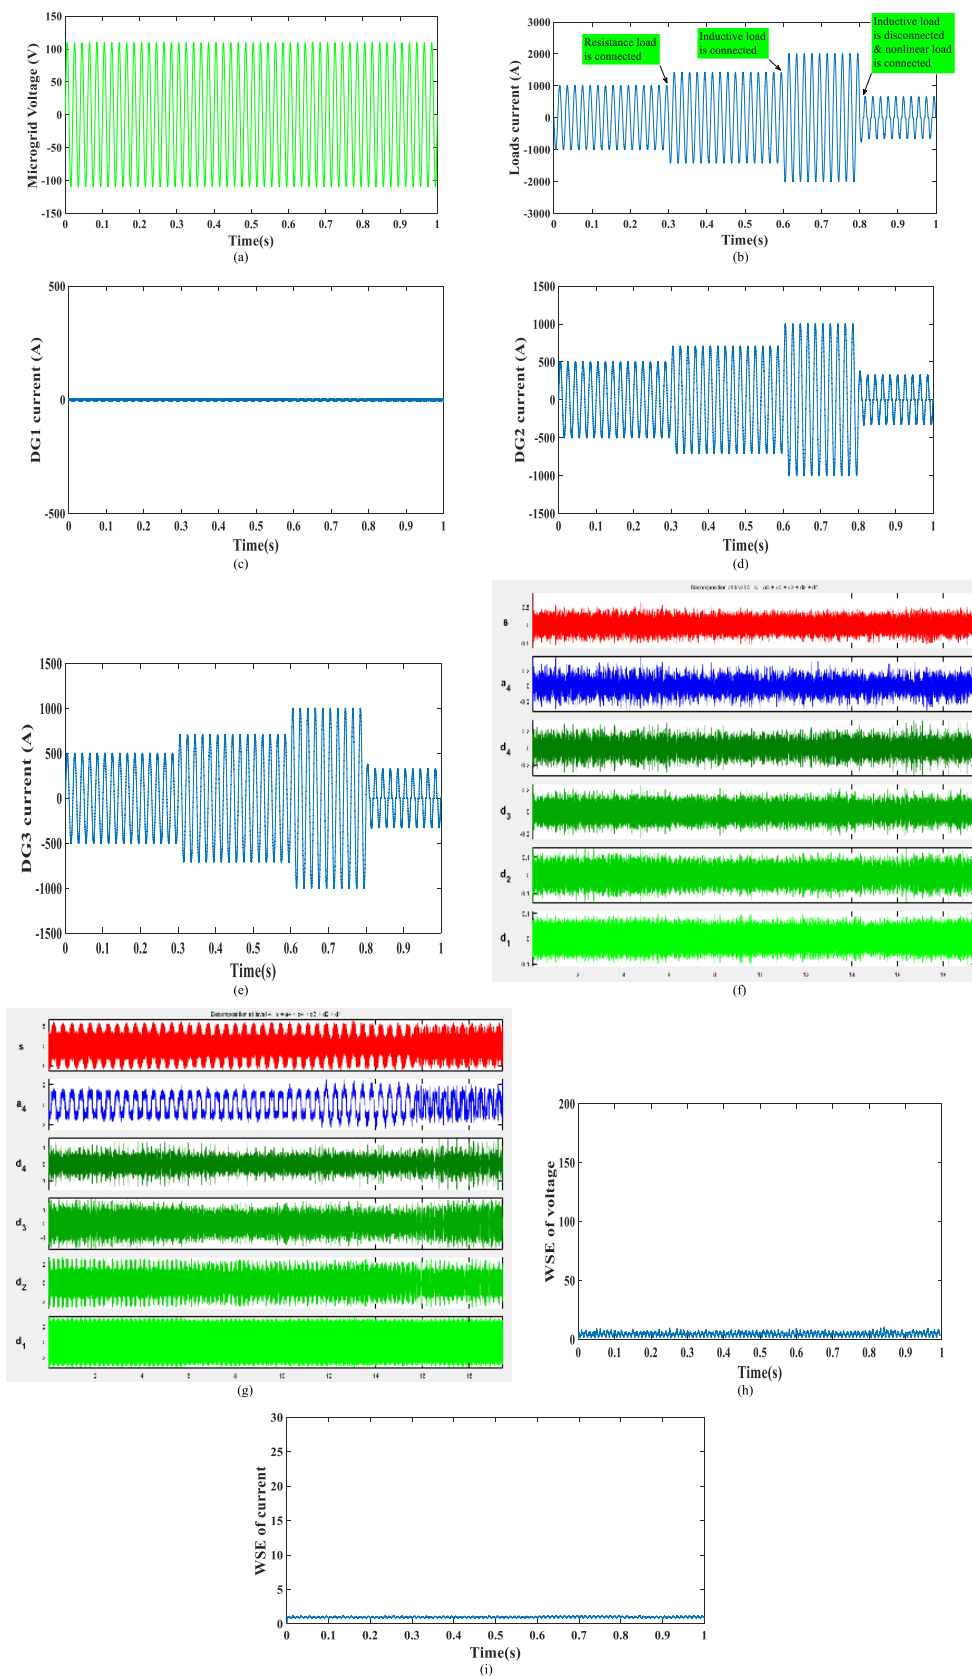 150
100
50
0
-50
-100
-150
Microgrid Voltage (V)
0 0.1 0.2 0.3 0.4 0.5 0.6 0.7 0.8 0.9 1
Time(s)
(a)
3000
2000
1000
0
-1000
-2000
-3000
Loads current (A)
Resistance load
is connected
Inductive load
is connected
Inductive load
is disconnected
& nonlinear load
is connected
0 0.1 0.2 0.3 0.4 0.5 0.6 0.7 0.8 0.9 1
Time(s)
(b)
500
0
-500
DG1 current (A)
0 0.1 0.2 0.3 0.4 0.5 0.6 0.7 0.8 0.9 1
Time(s)
(c)
1500
1000
500
0
-500
-1000
-1500
DG2 current (A)
0 0.1 0.2 0.3 0.4 0.5 0.6 0.7 0.8 0.9 1
Time(s)
(d)
1500
1000
500
0
-500
-1000
-1500
DG3 current (A)
0 0.1 0.2 0.3 0.4 0.5 0.6 0.7 0.8 0.9 1
Time(s)
(e)
s
a4
d4
d3
d2
d1
(f)
s
a4
d4
d3
d2
d1
(g)
200
150
100
50
0
WSE of voltage
0 0.1 0.2 0.3 0.4 0.5 0.6 0.7 0.8 0.9 1
Time(s)
(h)
30
25
20
15
10
5
0
WSE of current
0 0.1 0.2 0.3 0.4 0.5 0.6 0.7 0.8 0.9 1
Time(s)
(i)